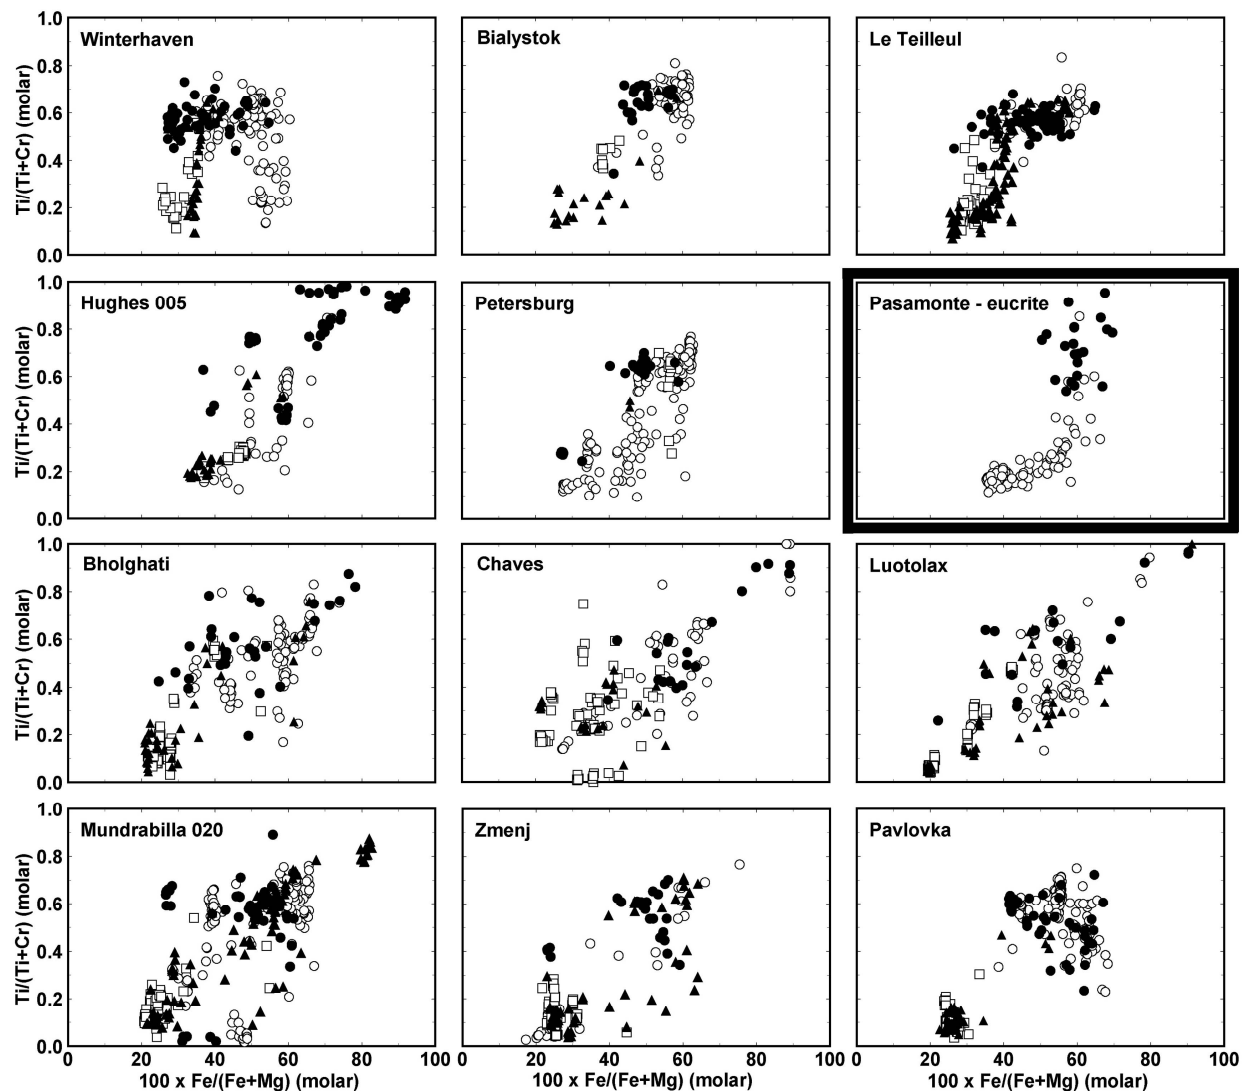 Ti/(Ti+Cr) (molar)
1.0
0.8
0.6
0.4
0.2
0.0
Winterhaven
Bialystok
Le Teilleul
Ti/(Ti+Cr) (molar)
1.0
0.8
0.6
0.4
0.2
0.0
Hughes 005
Petersburg
Pasamonte - eucrite
Ti/(Ti+Cr) (molar)
1.0
0.8
0.6
0.4
0.2
0.0
Bholghati
Chaves
Luotolax
Ti/(Ti+Cr) (molar)
1.0
0.8
0.6
0.4
0.2
0.0
Mundrabilla 020
Zmenj
Pavlovka
0 20 40 60 80 100
20 40 60 80 100
20 40 60 80 100
100 x Fe/(Fe+Mg) (molar)
100 x Fe/(Fe+Mg) (molar)
100 x Fe/(Fe+Mg) (molar)